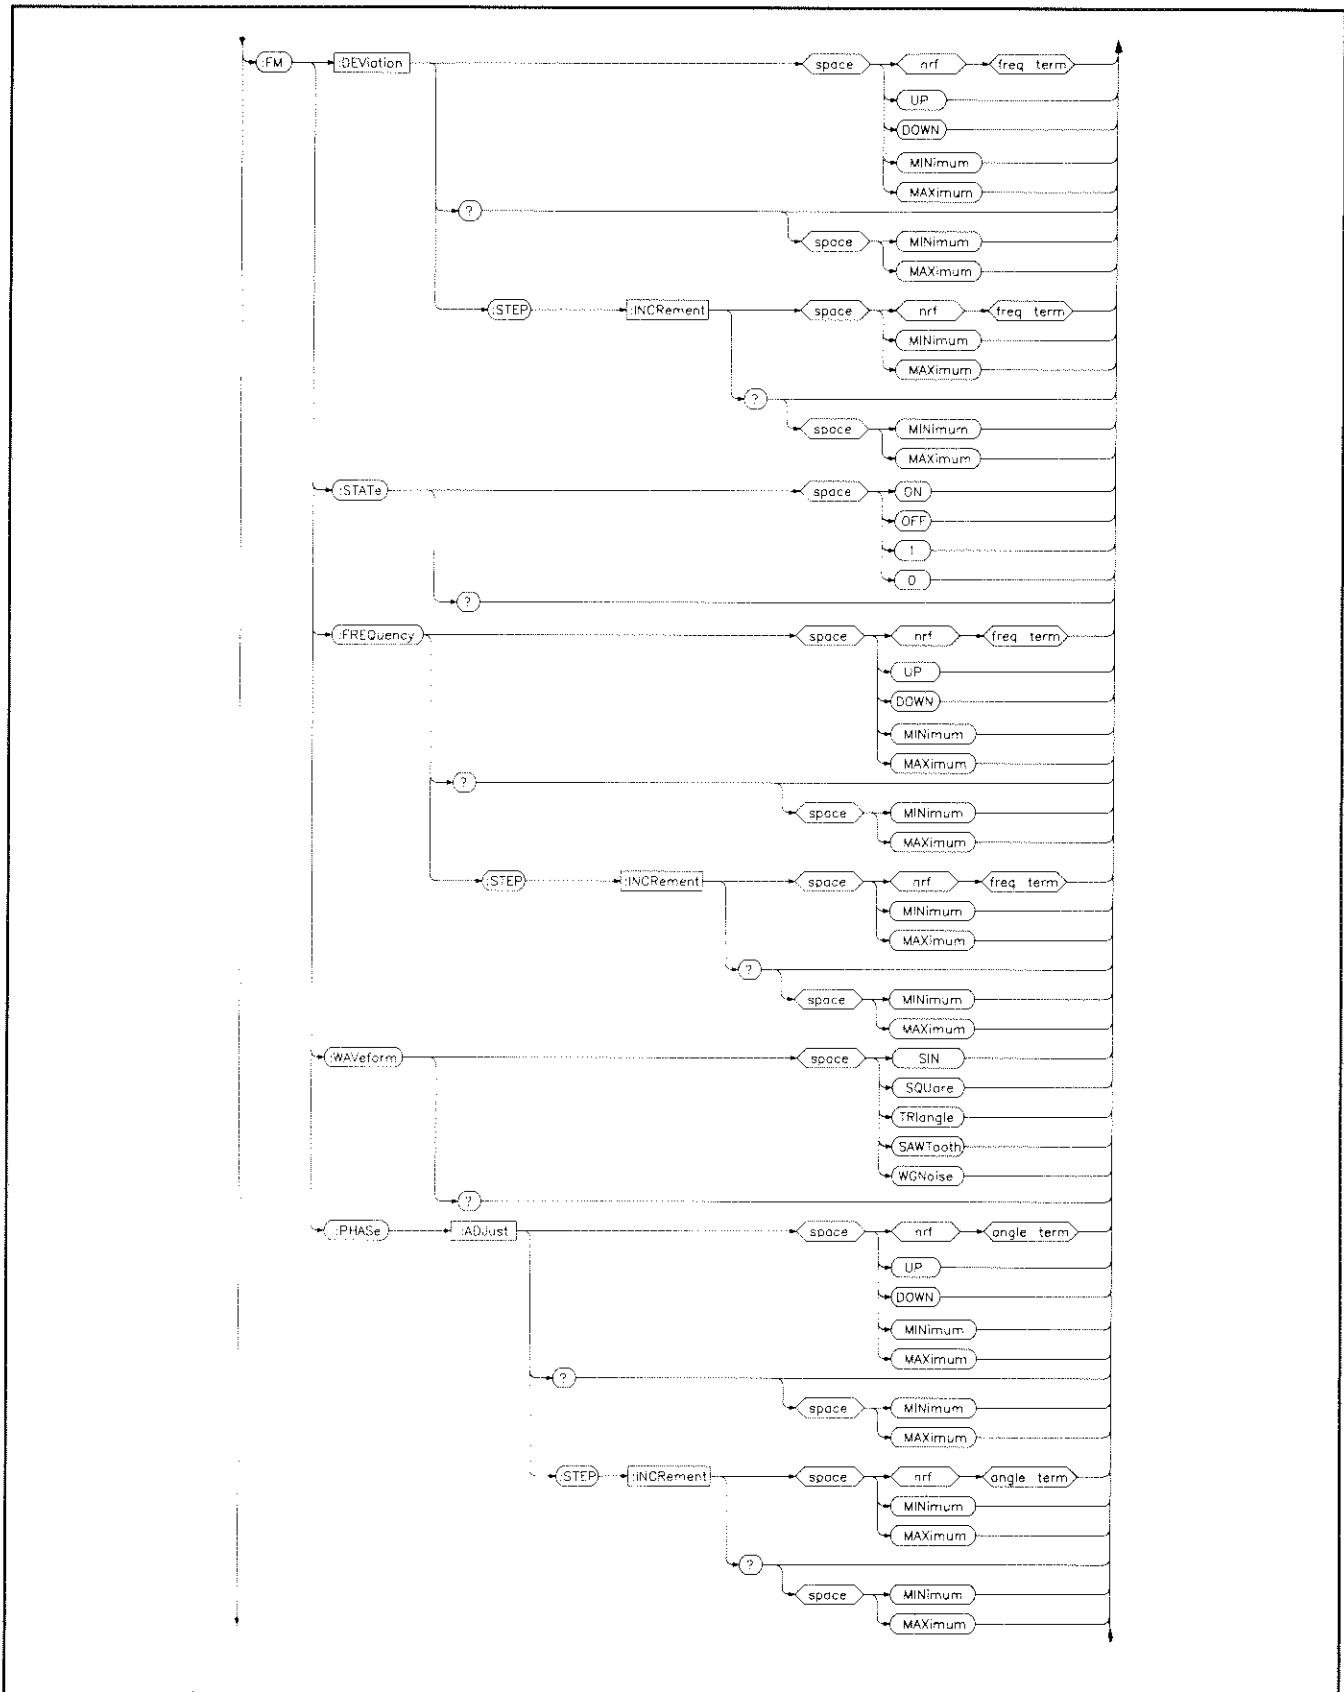 :FM :DEViation space nrf freq term
UP
DOWN
MINimum
MAXimum
?
space MINimum
MAXimum
:STEP :INCRement space nrf freq term
MINimum
MAXimum
?
space MINimum
MAXimum
:STATe space ON
OFF
1
0
?
:FREQuency space nrf freq term
UP
DOWN
MINimum
MAXimum
?
space MINimum
MAXimum
:STEP :INCRement space nrf freq term
MINimum
MAXimum
?
space MINimum
MAXimum
:WAVeform space SIN
SQUare
TRIangle
SAWTooth
WGNoise
?
:PHASe :ADJust space nrf angle term
UP
DOWN
MINimum
MAXimum
?
space MINimum
MAXimum
:STEP :INCRement space nrf angle term
MINimum
MAXimum
?
space MINimum
MAXimum